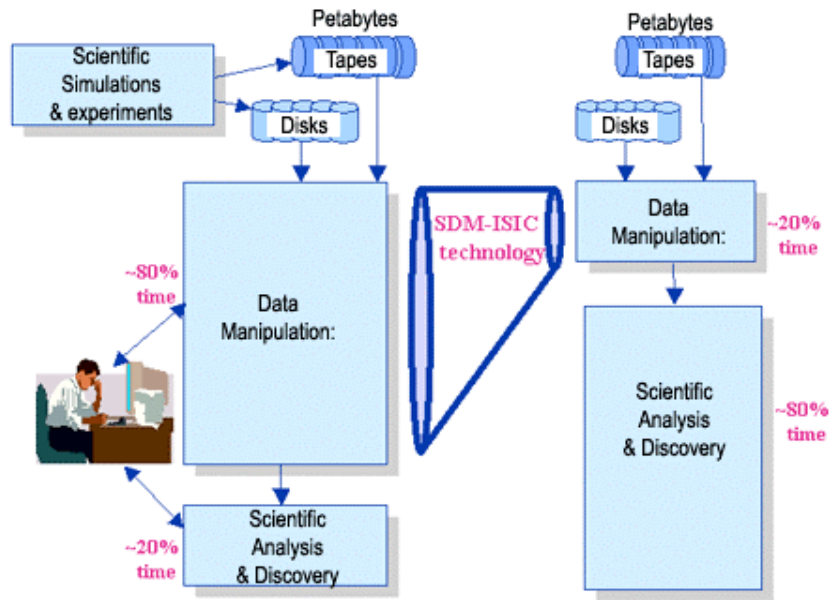 Petabytes
Tapes
Scientific
Simulations
& experiments
Disks
~80%
time
Data
Manipulation:
~20%
time
Scientific
Analysis
& Discovery
SDM-ISIC
technology
Petabytes
Tapes
Disks
Data
Manipulation:
~20%
time
Scientific
Analysis
& Discovery
~80%
time